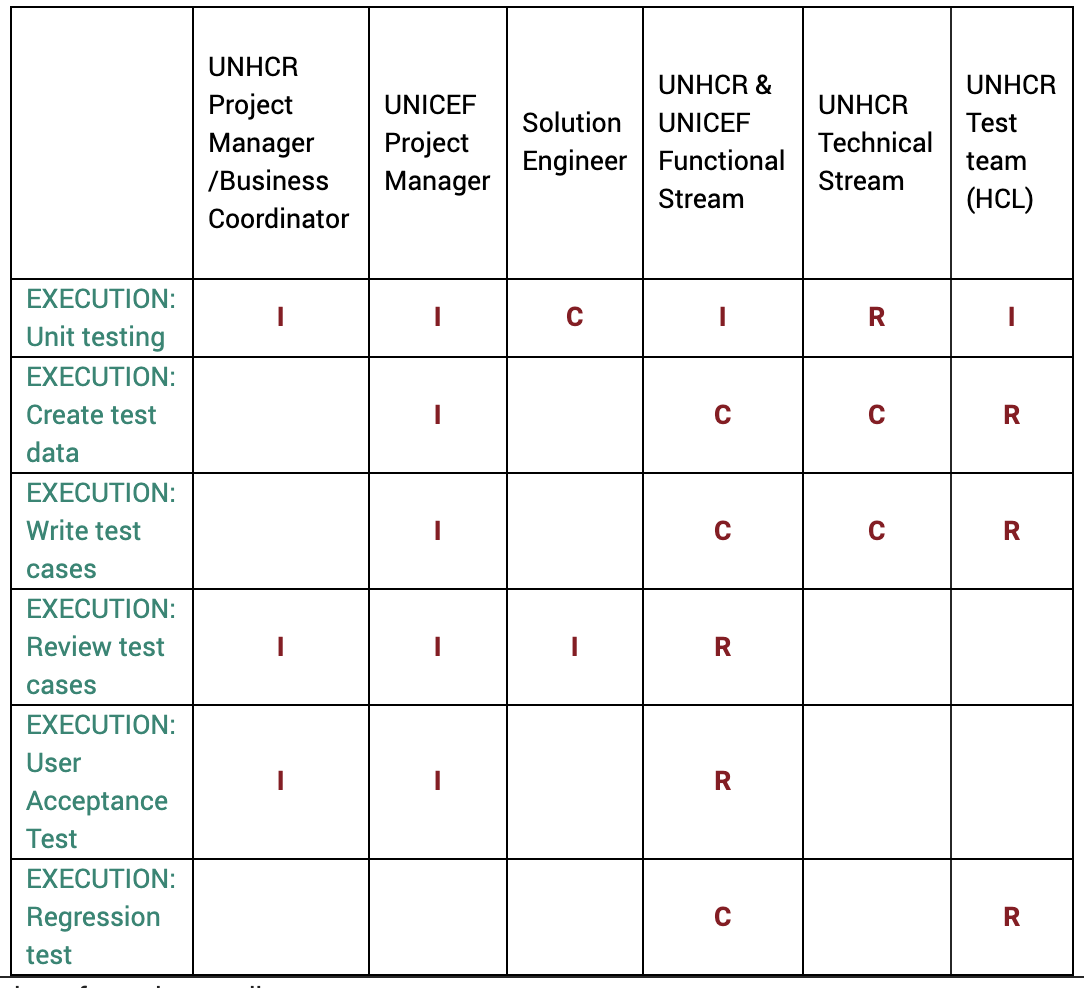 UNHCR
Project
Manager
/Business
Coordinator
UNICEF
Project
Manager
Solution
Engineer
UNHCR &
UNICEF
Functional
Stream
UNHCR
Technical
Stream
UNHCR
Test
team
(HCL)
EXECUTION:
Unit testing
I I C I R I
EXECUTION:
Create test
data
I C C R
EXECUTION:
Write test
cases
I C C R
EXECUTION:
Review test
cases
I I I R
EXECUTION:
User
Acceptance
Test
I I R
EXECUTION:
Regression
test
C R